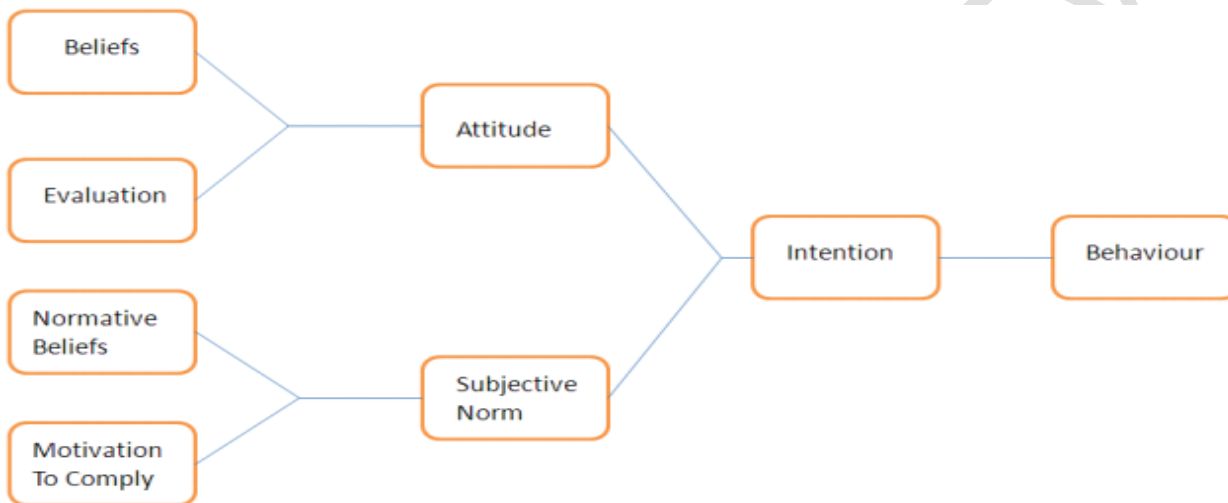 Beliefs
Attitude
Evaluation
Intention
Behaviour
Normative
Beliefs
Subjective
Norm
Motivation
To Comply